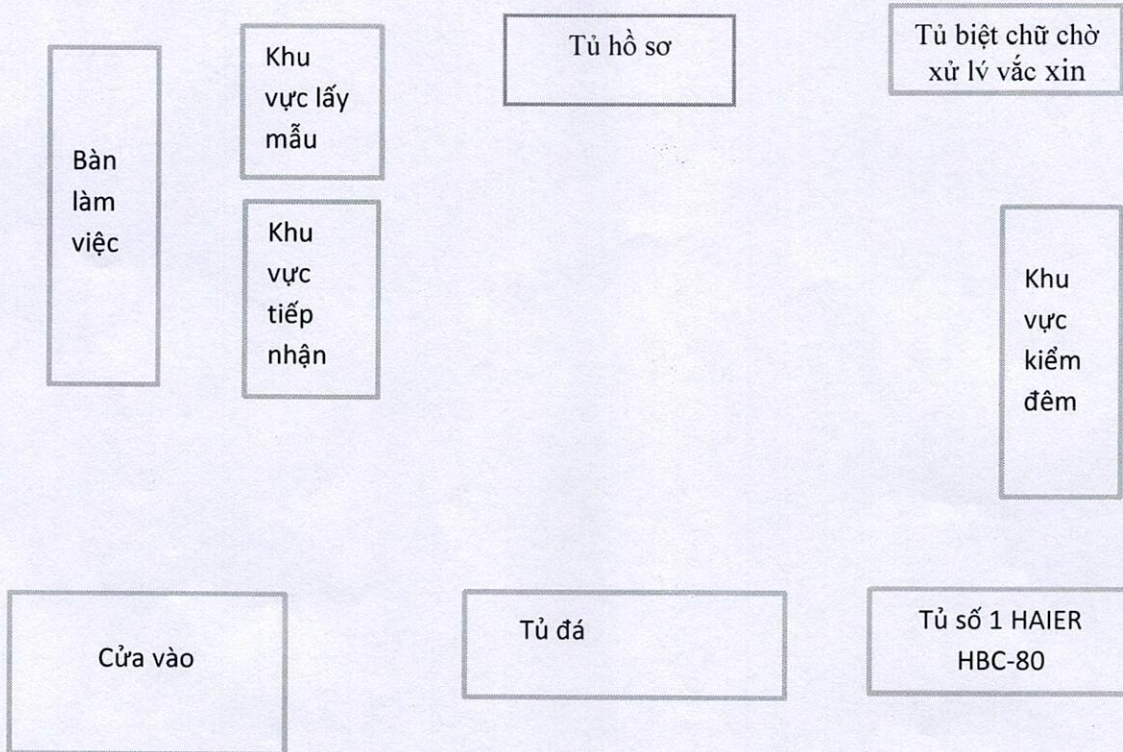 Bàn
làm
việc
Khu
vực lấy
mẫu
Khu
vực
tiếp
nhận
Tủ hồ sơ
Tủ biệt chữ chờ
xử lý vắc xin
Khu
vực
kiểm
đêm
Cửa vào
Tủ đá
Tủ số 1 HAIER
HBC-80